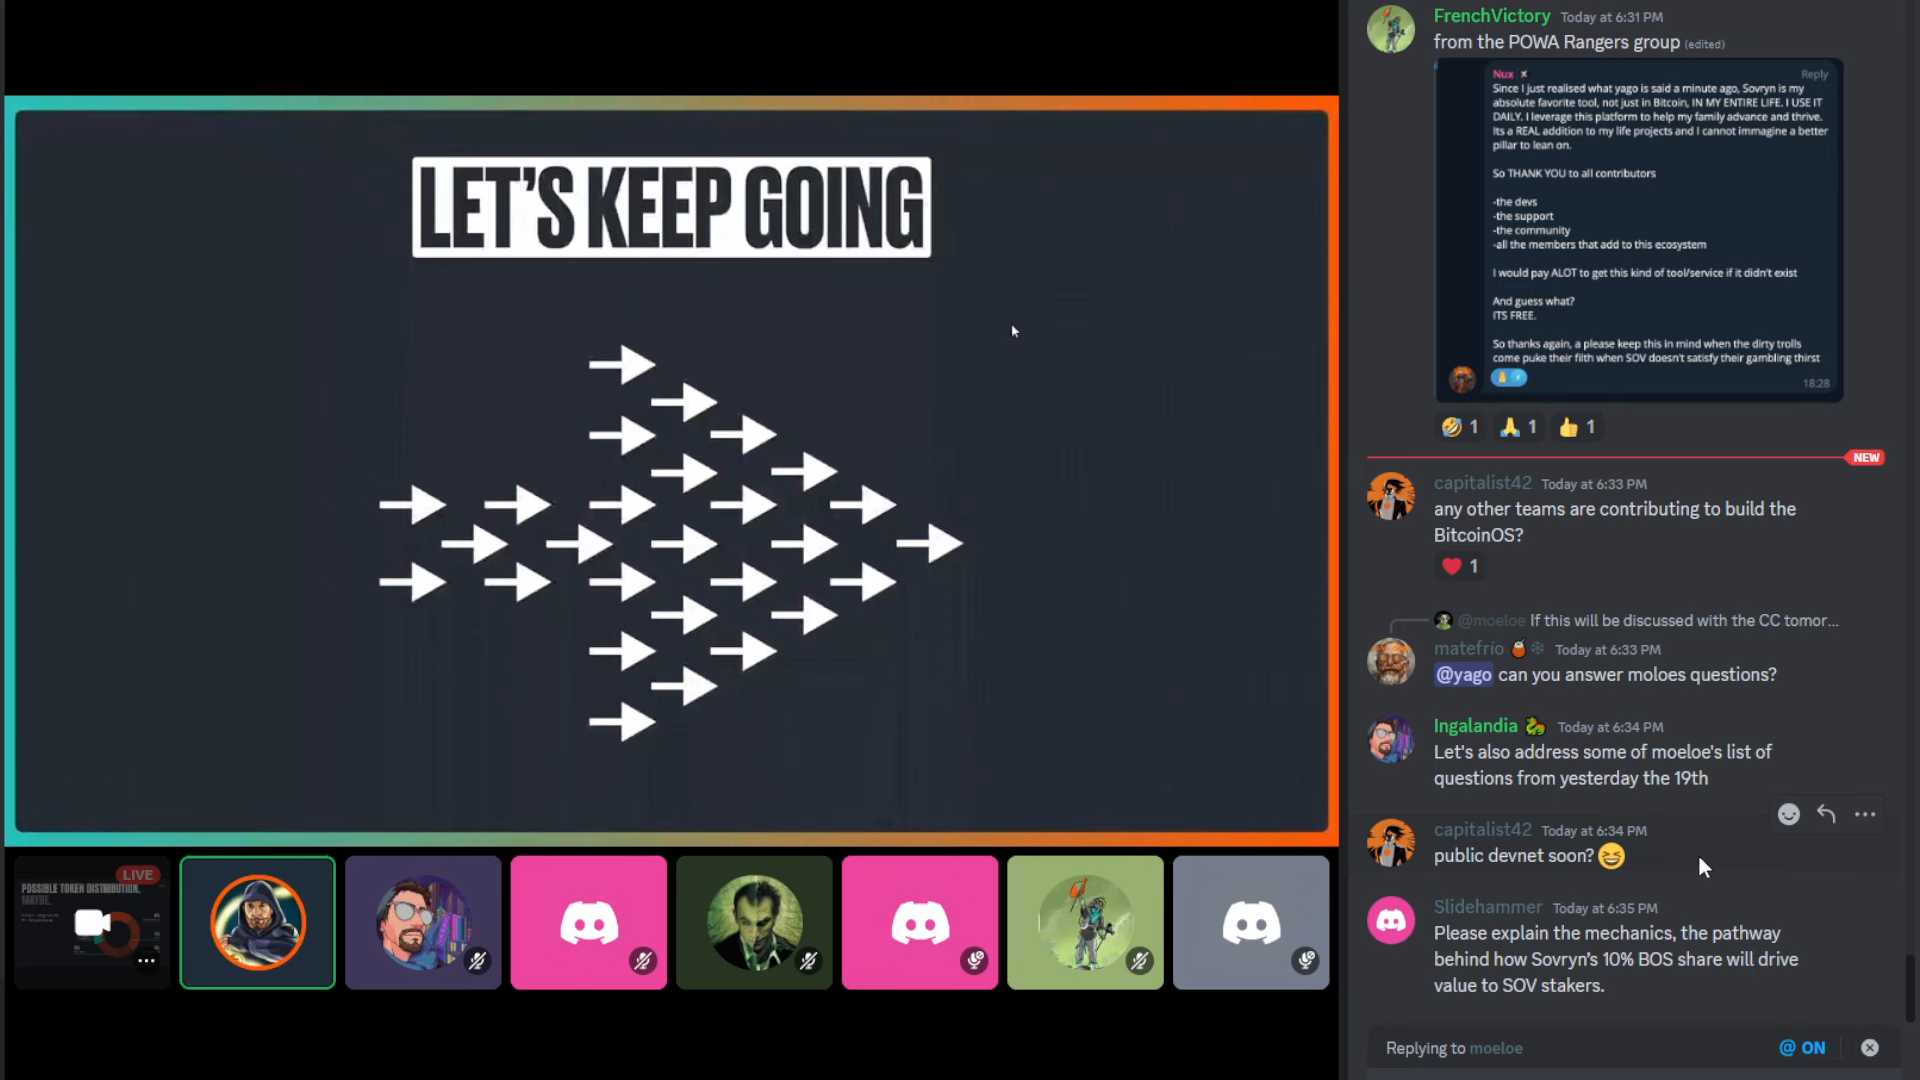 LET'S KEEP GOING
LIVE
POSSIBLE TOKEN DISTRIBUTION.
MAYBE.
FrenchVictory Today at 6:31 PM
from the POWA Rangers group (edited)
Nux Reply
Since I just realised what yago is said a minute ago, Sovryn is my
absolute favorite tool, not just in Bitcoin, IN MY ENTIRE LIFE. I USE IT
DAILY. I leverage this platform to help my family advance and thrive.
Its a REAL addition to my life projects and I cannot immagine a better
pillar to lean on.
So THANK YOU to all contributors
-the devs
-the support
-the community
-all the members that add to this ecosystem
I would pay ALOT to get this kind of tool/service if it didn't exist
And guess what?
ITS FREE.
So thanks again, a please keep this in mind when the dirty trolls
come puke their filth when SOV doesn't satisfy their gambling thirst
18:28
1 1 1
NEW
capitalist42 Today at 6:33 PM
any other teams are contributing to build the
BitcoinOS?
1
@moeloe If this will be discussed with the CC tomor...
matefrio Today at 6:33 PM
@yago can you answer moloes questions?
Ingalandia Today at 6:34 PM
Let's also address some of moeloe's list of
questions from yesterday the 19th
capitalist42 Today at 6:34 PM
public devnet soon?
Slidehammer Today at 6:35 PM
Please explain the mechanics, the pathway
behind how Sovryn's 10% BOS share will drive
value to SOV stakers.
Replying to moeloe @ ON